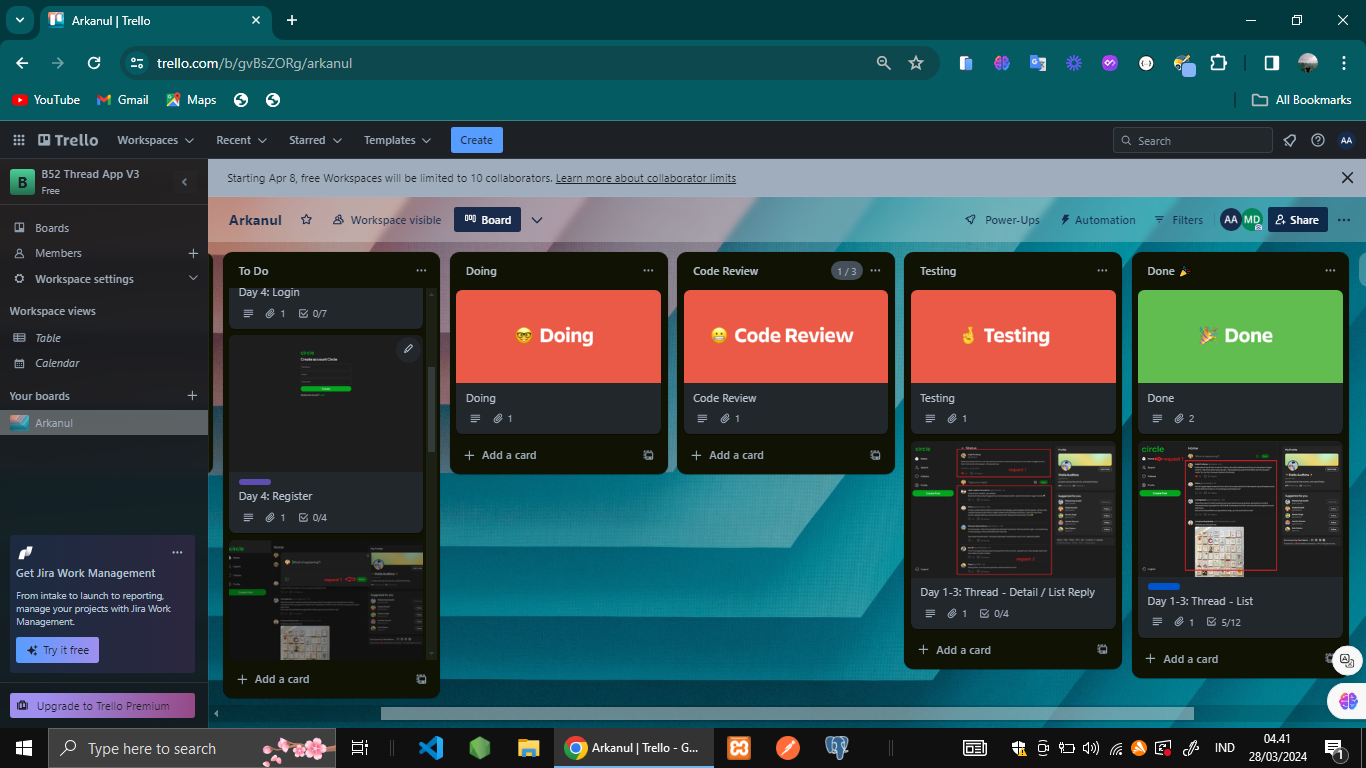 Arkanul | Trello
trello.com/b/gvBsZORg/arkanul
YouTube
Gmail
Maps
All Bookmarks
Trello
Workspaces
Recent
Starred
Templates
Create
Search
AA
B
B52 Thread App V3
Free
Starting Apr 8, free Workspaces will be limited to 10 collaborators. Learn more about collaborator limits
Boards
Members
Workspace settings
Workspace views
Table
Calendar
Your boards
Arkanul
Get Jira Work Management
From intake to launch to reporting,
manage your projects with Jira Work
Management.
Try it free
Upgrade to Trello Premium
Arkanul
Workspace visible
Board
Power-Ups
Automation
Filters
AA
MD
Share
To Do
Day 4: Login
1
0/7
circle
Create account Circle
Day 4: Register
1
0/4
circle
Add a card
Doing
🤓 Doing
Doing
1
Add a card
Code Review
1 / 3
😬 Code Review
Code Review
1
Add a card
Testing
🤞 Testing
Testing
1
circle
Day 1-3: Thread - Detail / List Reply
1
0/4
Add a card
Done 🎉
🎉 Done
Done
2
circle
Day 1-3: Thread - List
1
5/12
Add a card
Type here to search
Arkanul | Trello - G...
IND
04.41
28/03/2024
1